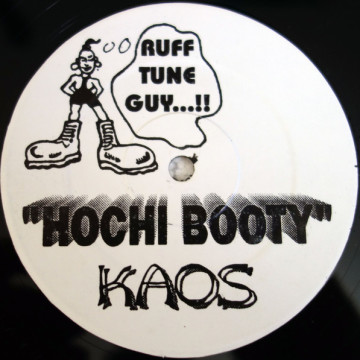 RUFF
TUNE
GUY...!!
"HOCHI BOOTY"
KAOS